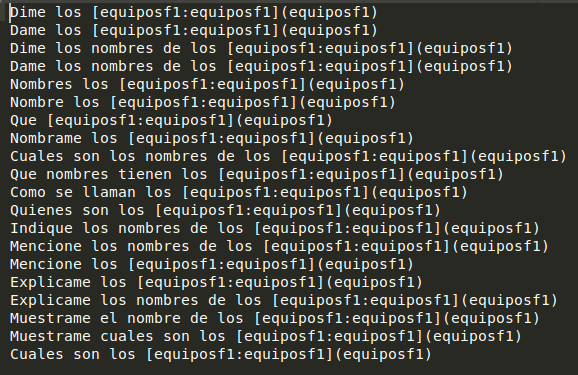 Dime los [equiposf1:equiposf1](equiposf1)
Dame los [equiposf1:equiposf1](equiposf1)
Dime los nombres de los [equiposf1:equiposf1](equiposf1)
Dame los nombres de los [equiposf1:equiposf1](equiposf1)
Nombres los [equiposf1:equiposf1](equiposf1)
Nombre los [equiposf1:equiposf1](equiposf1)
Que [equiposf1:equiposf1](equiposf1)
Nombrame los [equiposf1:equiposf1](equiposf1)
Cuales son los nombres de los [equiposf1:equiposf1](equiposf1)
Que nombres tienen los [equiposf1:equiposf1](equiposf1)
Como se llaman los [equiposf1:equiposf1](equiposf1)
Quienes son los [equiposf1:equiposf1](equiposf1)
Indique los nombres de los [equiposf1:equiposf1](equiposf1)
Mencione los nombres de los [equiposf1:equiposf1](equiposf1)
Mencione los [equiposf1:equiposf1](equiposf1)
Explicame los [equiposf1:equiposf1](equiposf1)
Explicame los nombres de los [equiposf1:equiposf1](equiposf1)
Muestrame el nombre de los [equiposf1:equiposf1](equiposf1)
Muestrame cuales son los [equiposf1:equiposf1](equiposf1)
Cuales son los [equiposf1:equiposf1](equiposf1)